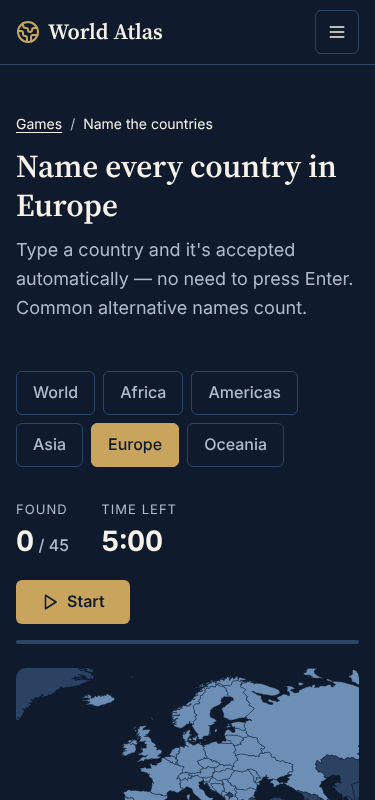 World Atlas
Games / Name the countries
Name every country in
Europe
Type a country and it's accepted
automatically — no need to press Enter.
Common alternative names count.
World Africa Americas
Asia Europe Oceania
FOUND TIME LEFT
0 / 45 5:00
Start